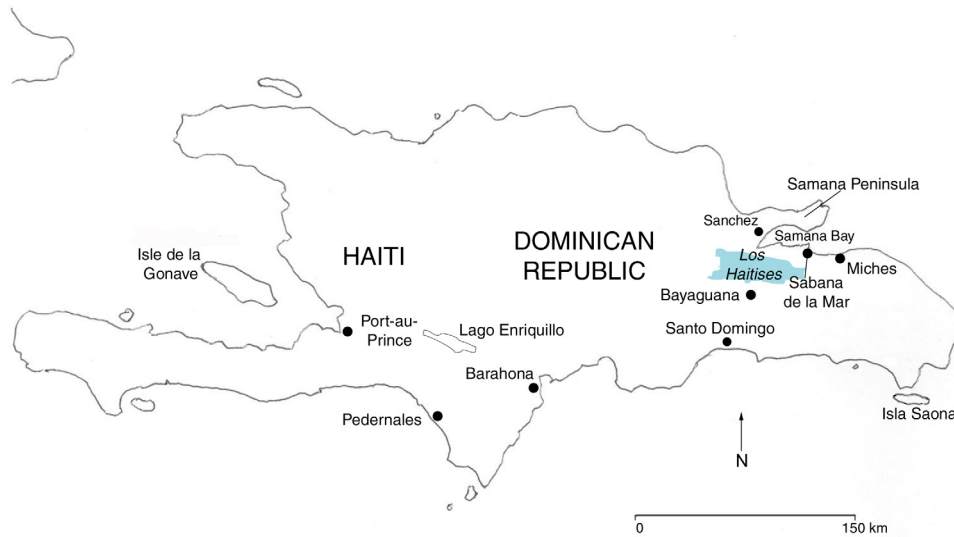 Samana Peninsula
Sanchez
Samana Bay
DOMINICAN
REPUBLIC
HAITI
Isle de la
Gonave
Los
Haitises
Miches
Sabana
de la Mar
Bayaguana
Port-au-
Prince
Lago Enriquillo
Santo Domingo
Barahona
Pedernales
Isla Saona
N
0
150 km